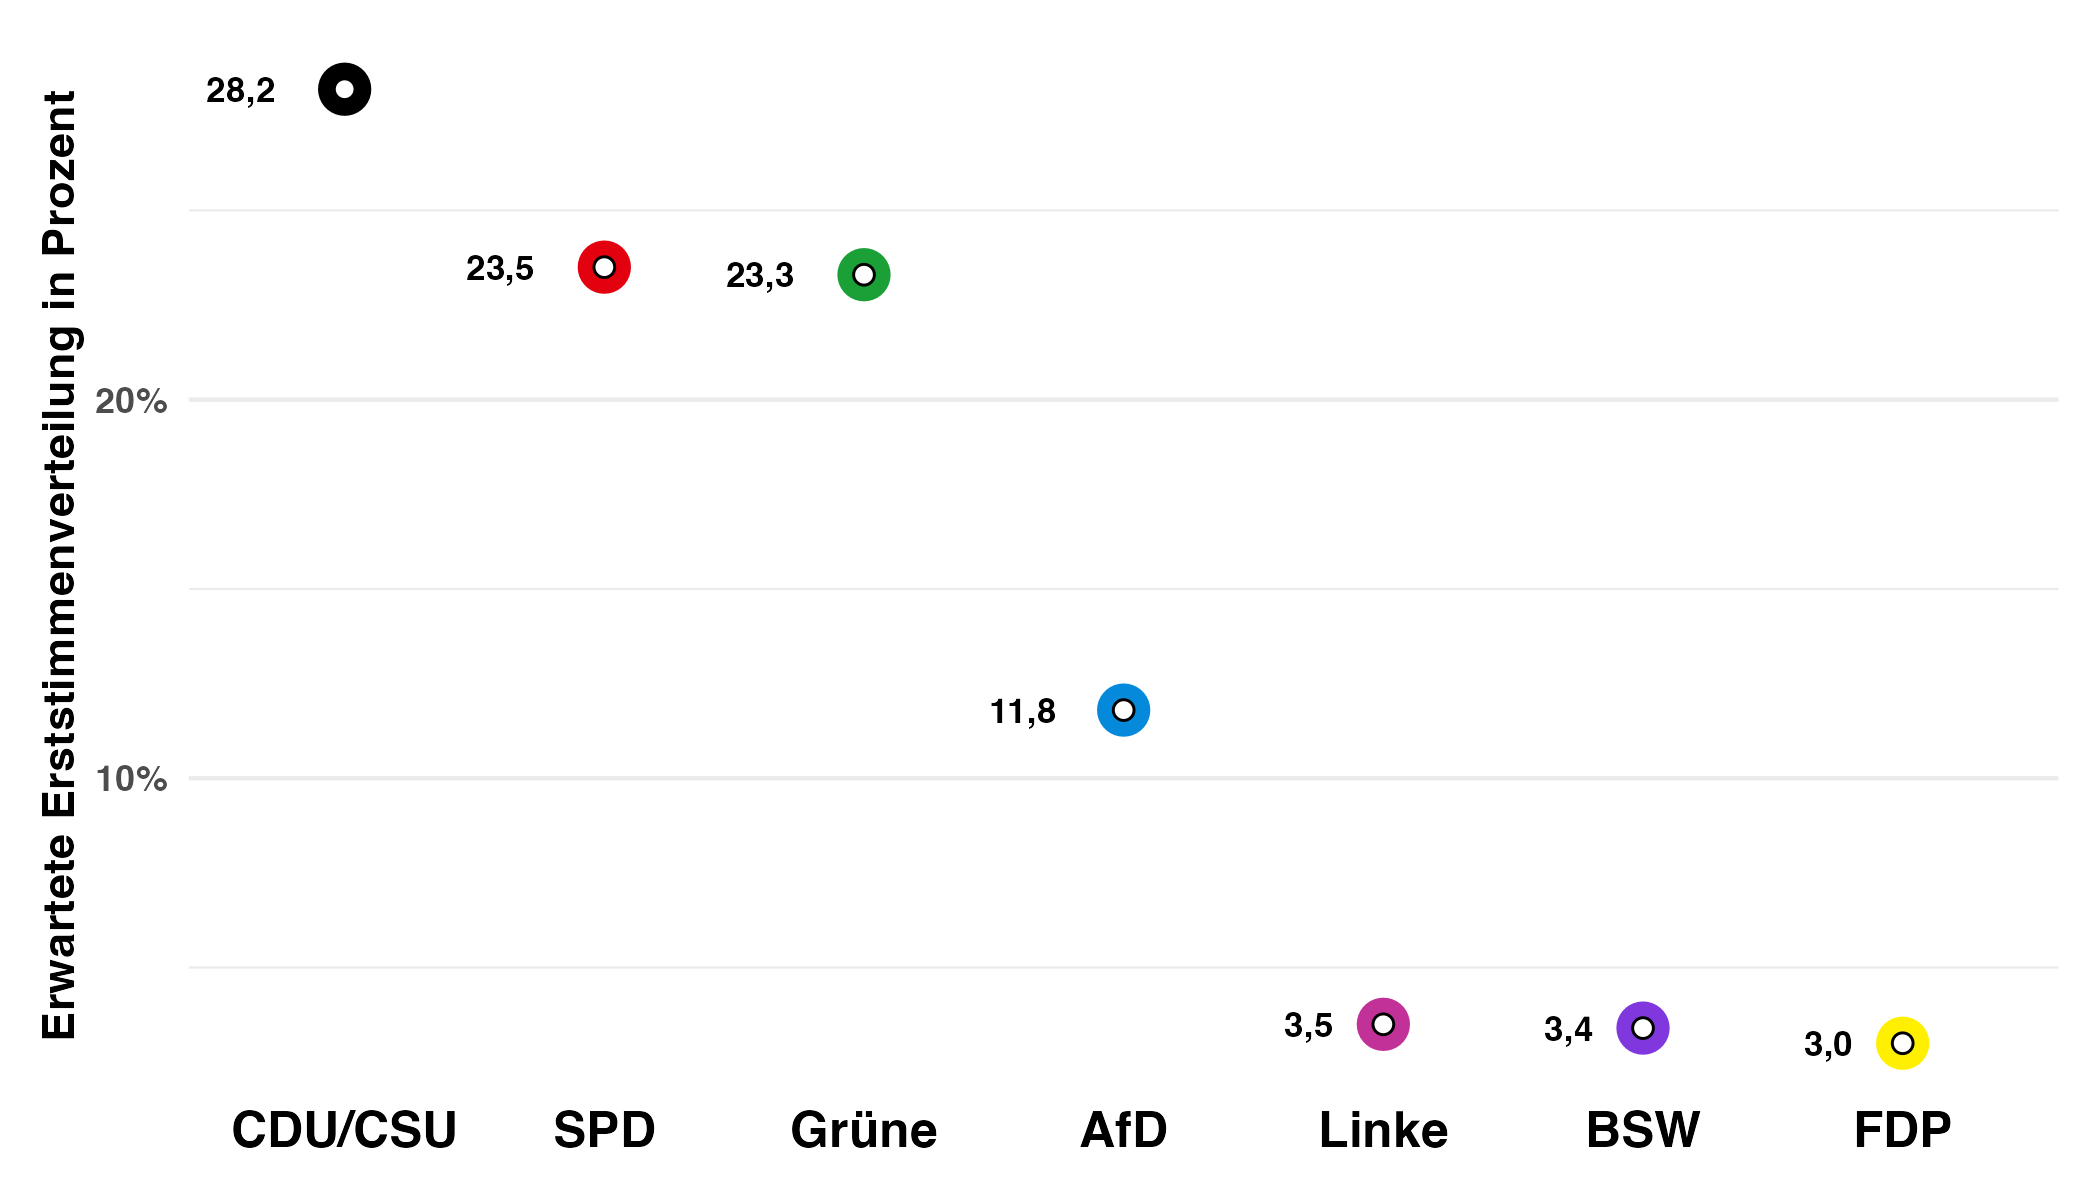 Erwartete Erststimmenverteilung in Prozent
28,2
23,5
23,3
20%
11,8
10%
3,5
3,4
3,0
CDU/CSU
SPD
Grüne
AfD
Linke
BSW
FDP